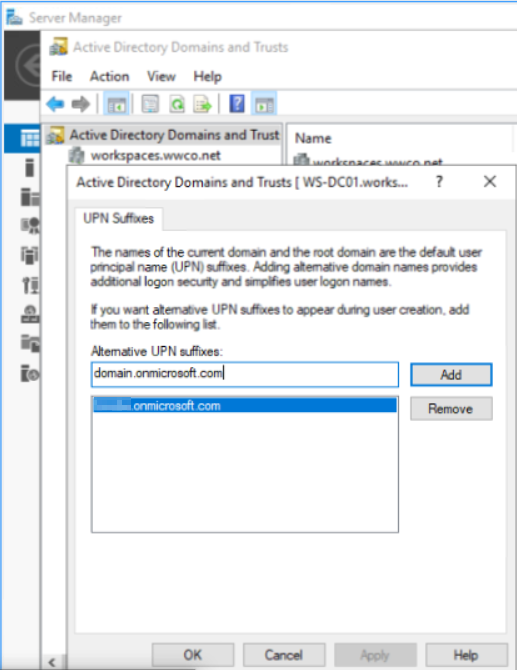 Server Manager
Active Directory Domains and Trusts
File Action View Help
Active Directory Domains and Trust
Name
workspaces.wwco.net
workspaces.wwco.net
Active Directory Domains and Trusts [ WS-DC01.works... ? X
UPN Suffixes
The names of the current domain and the root domain are the default user
principal name (UPN) suffixes. Adding alternative domain names provides
additional logon security and simplifies user logon names.
If you want alternative UPN suffixes to appear during user creation, add
them to the following list.
Alternative UPN suffixes:
domain.onmicrosoft.com
Add
.onmicrosoft.com
Remove
OK Cancel Apply Help